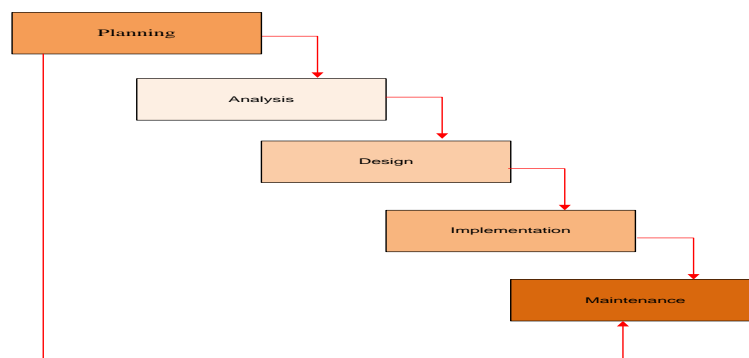 Planning
Analysis
Design
Implementation
Maintenance